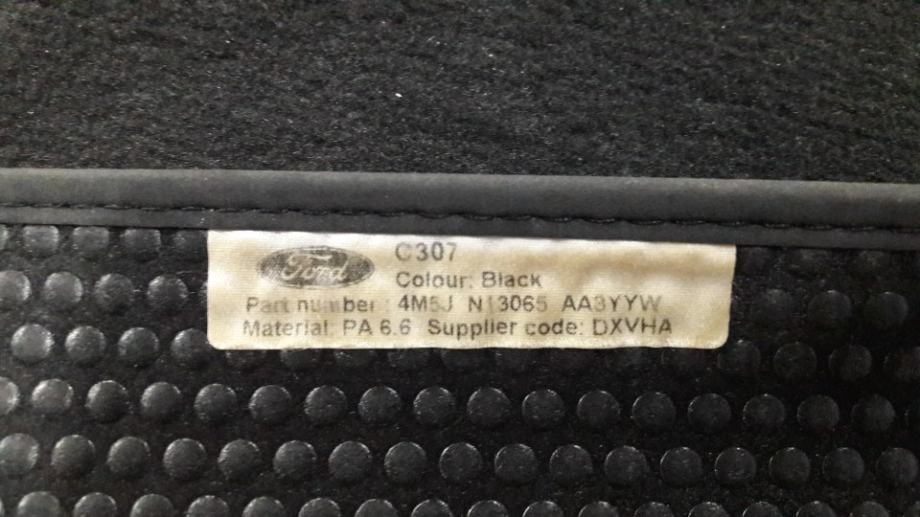 Ford
C307
Colour: Black
Part number : 4M5J N13065 AA3YYW
Material: PA 6.6 Supplier code: DXVHA